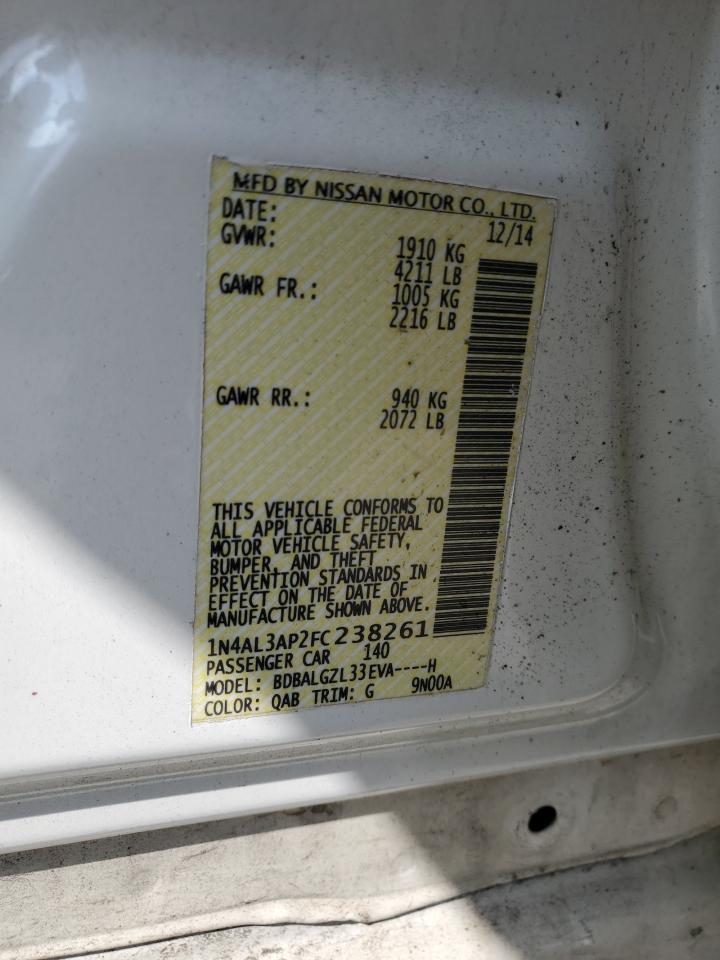 MFD BY NISSAN MOTOR CO., LTD.
DATE: 12/14
GVWR: 1910 KG
4211 LB
GAWR FR.: 1005 KG
2216 LB
GAWR RR.: 940 KG
2072 LB
THIS VEHICLE CONFORMS TO
ALL APPLICABLE FEDERAL
MOTOR VEHICLE SAFETY,
BUMPER, AND THEFT
PREVENTION STANDARDS IN
EFFECT ON THE DATE OF
MANUFACTURE SHOWN ABOVE.
1N4AL3AP2FC238261
PASSENGER CAR 140
MODEL: BDBALGZL33EVA----H
COLOR: QAB TRIM: G 9N00A